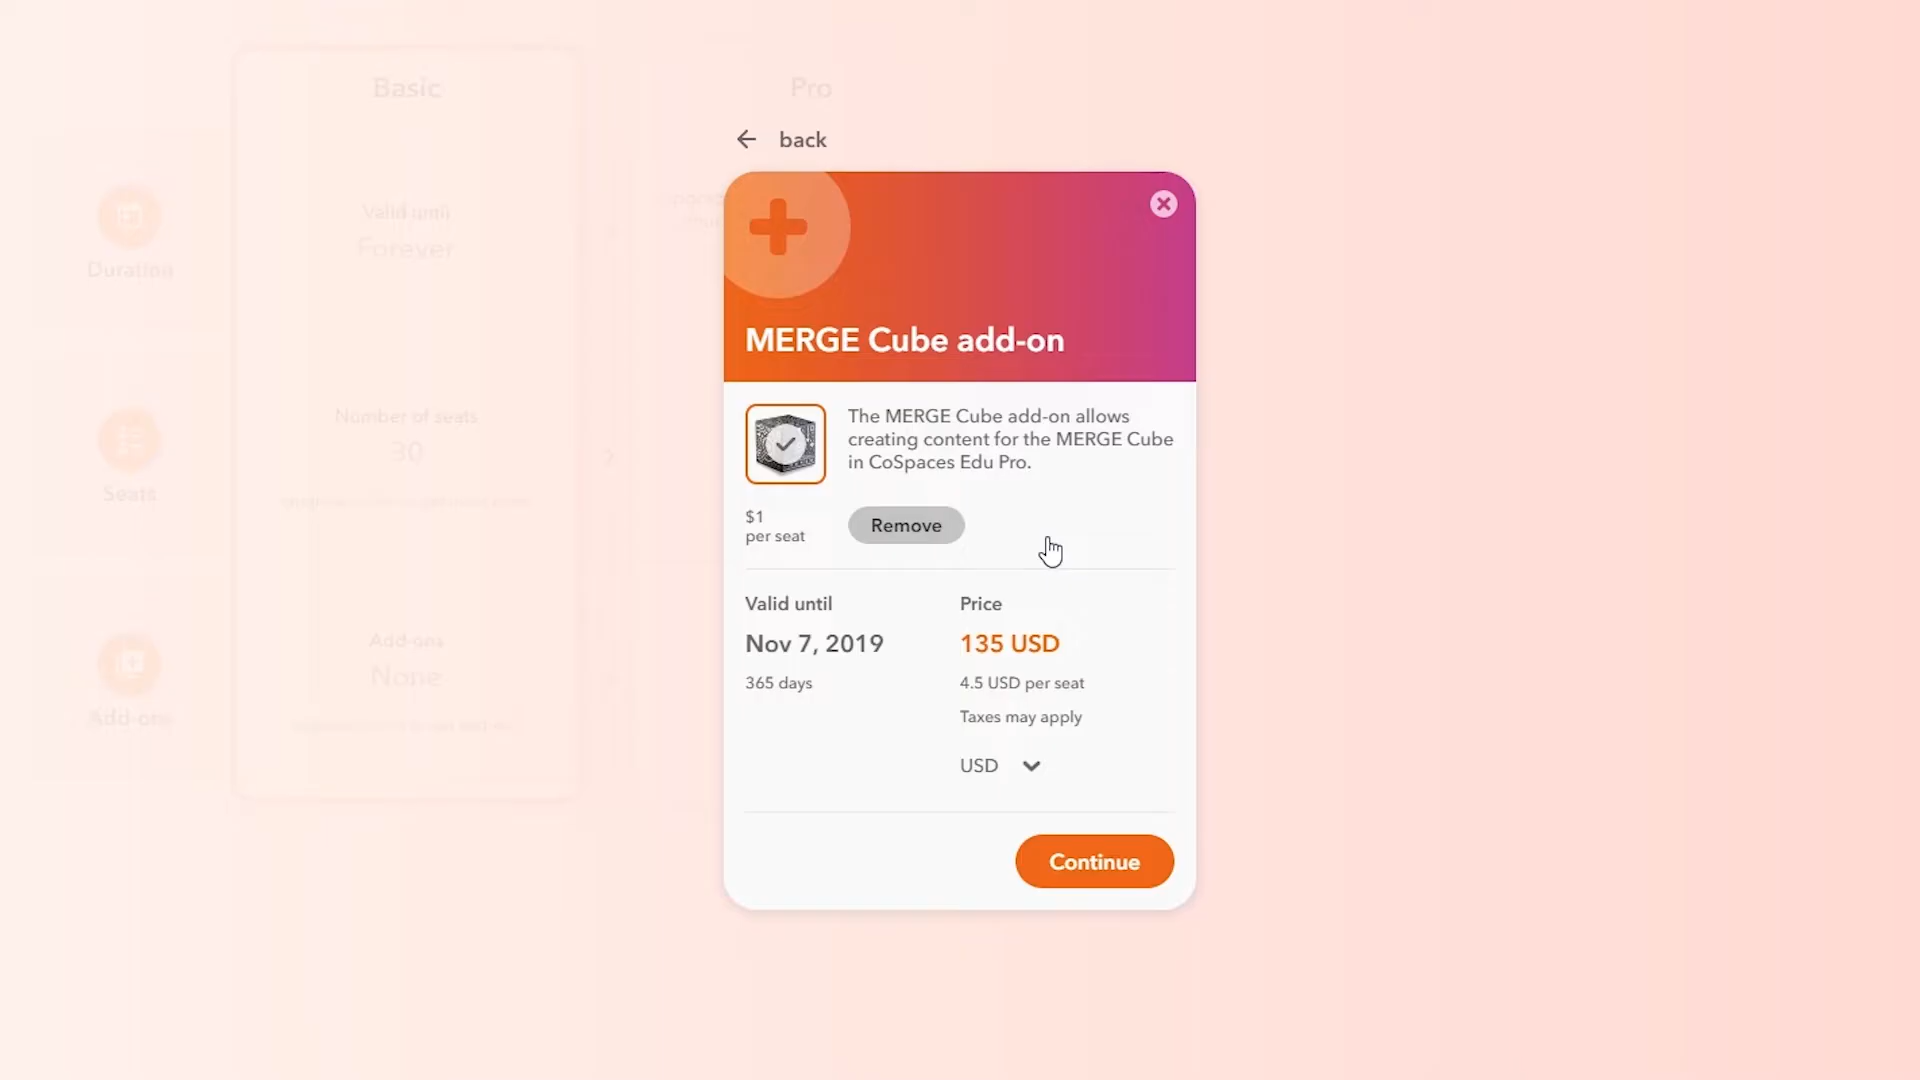 Basic
Pro
back
Valid until
Forever
Duration
MERGE Cube add-on
The MERGE Cube add-on allows
creating content for the MERGE Cube
in CoSpaces Edu Pro.
Number of seats
30
Seats
$1
per seat
Remove
Valid until
Price
Nov 7, 2019
135 USD
365 days
4.5 USD per seat
Taxes may apply
Add-ons
None
Add-ons
USD
Continue